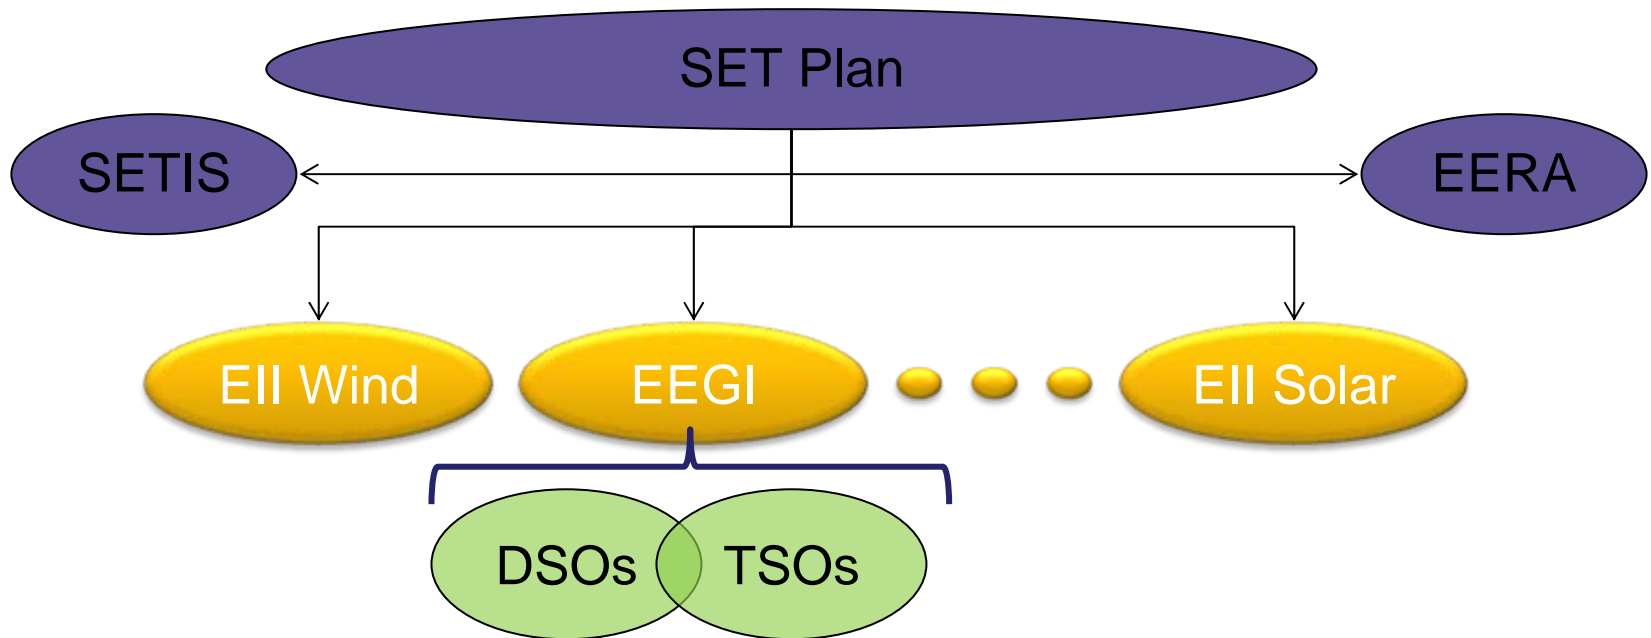 SET Plan
SETIS
EERA
EII Wind
EEGI
EII Solar
DSOs
TSOs